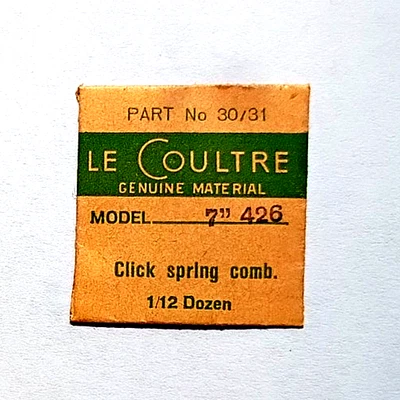 PART No 30/31
LE COULTRE
GENUINE MATERIAL
MODEL 7" 426
Click spring comb.
1/12 Dozen